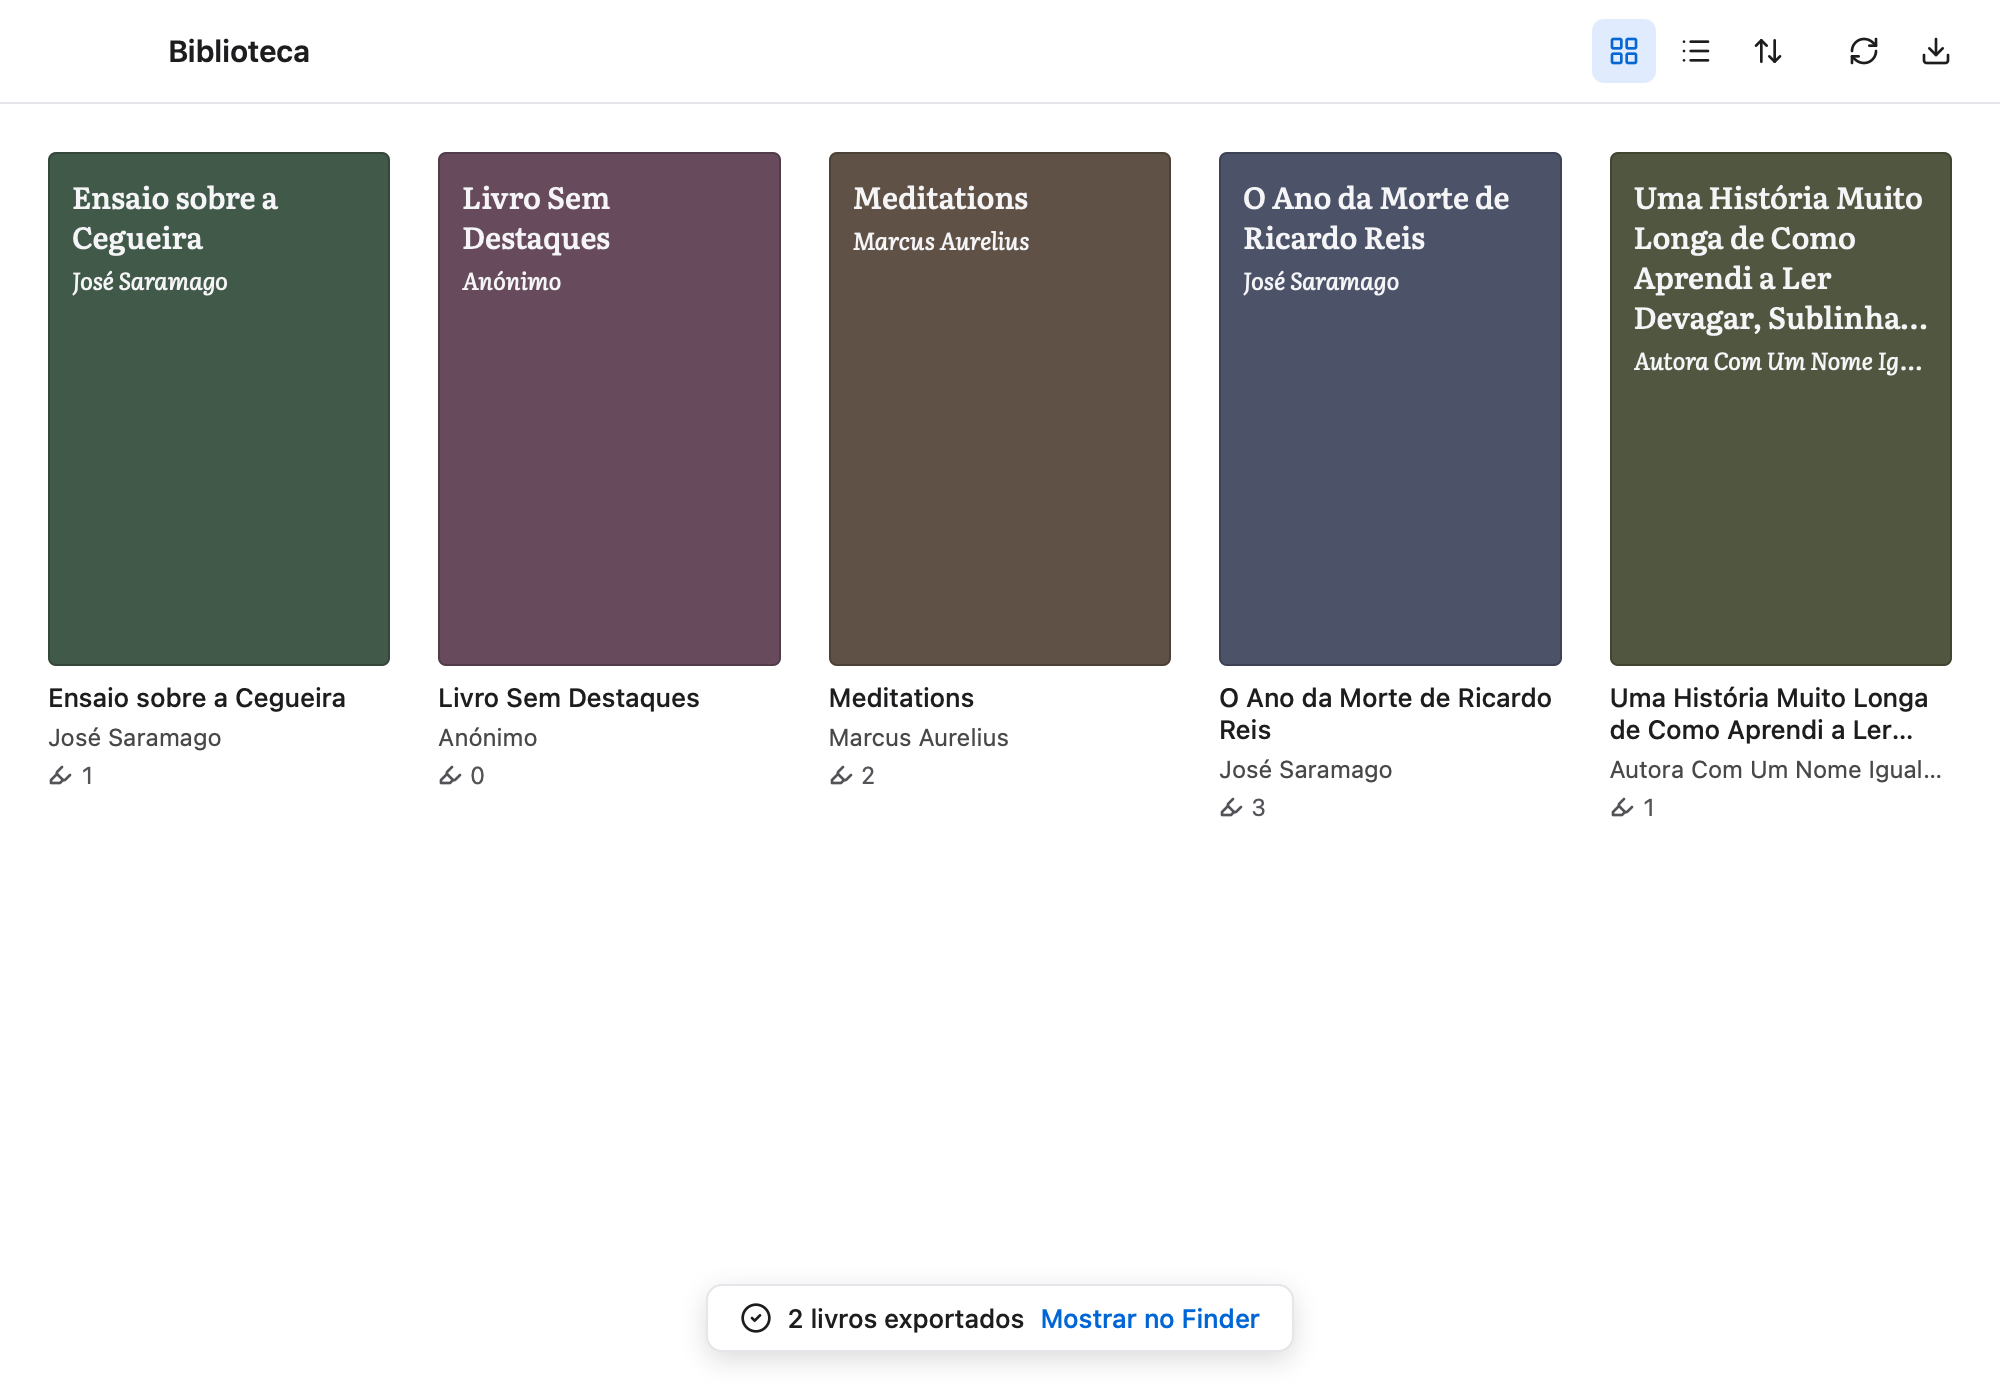 Biblioteca
Ensaio sobre a
Cegueira
José Saramago
Livro Sem
Destaques
Anónimo
Meditations
Marcus Aurelius
O Ano da Morte de
Ricardo Reis
José Saramago
Uma História Muito
Longa de Como
Aprendi a Ler
Devagar, Sublinha...
Autora Com Um Nome Ig...
Ensaio sobre a Cegueira
José Saramago
1
Livro Sem Destaques
Anónimo
0
Meditations
Marcus Aurelius
2
O Ano da Morte de Ricardo
Reis
José Saramago
3
Uma História Muito Longa
de Como Aprendi a Ler...
Autora Com Um Nome Igual...
1
2 livros exportados Mostrar no Finder